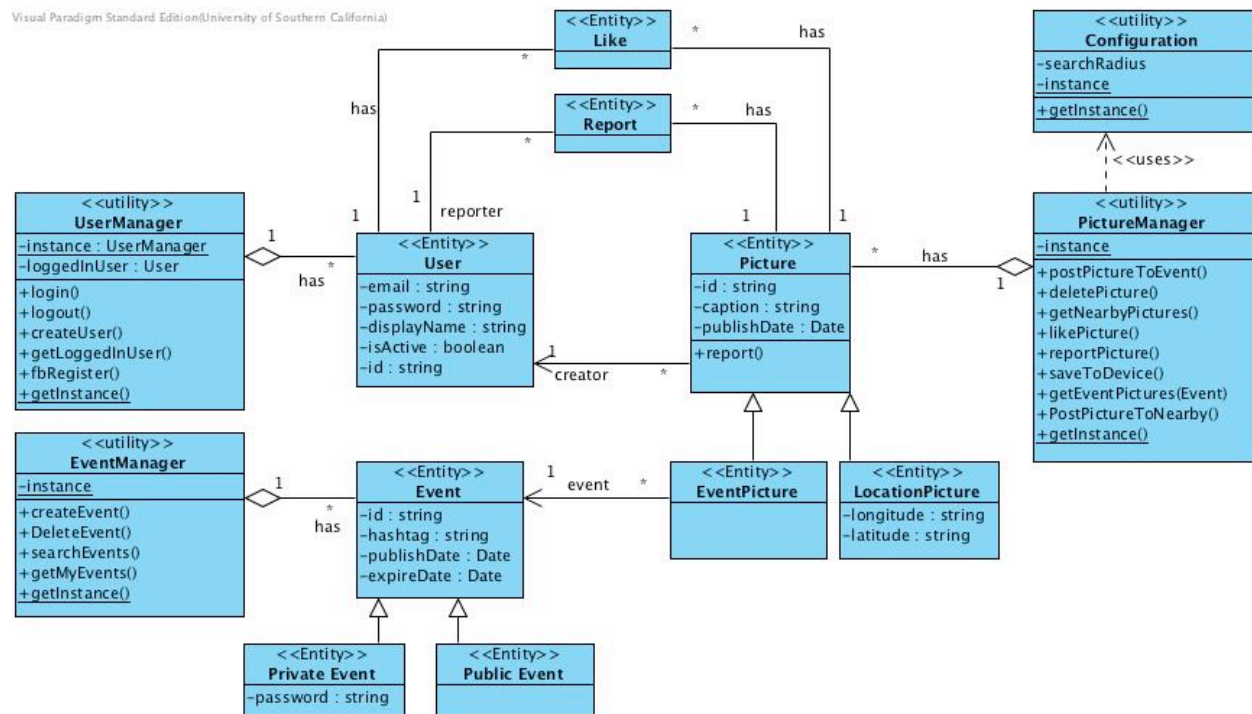 Visual Paradigm Standard Edition(University of Southern California)
<<Entity>>
Like
*
*
has
has
<<Entity>>
Report
*
*
has
1
reporter
1
1
1
<<utility>>
Configuration
-searchRadius
-instance
+getInstance()
<<uses>>
<<utility>>
UserManager
-instance : UserManager
-loggedInUser : User
+login()
+logout()
+createUser()
+getLoggedInUser()
+fbRegister()
+getInstance()
1
has
*
<<Entity>>
User
-email : string
-password : string
-displayName : string
-isActive : boolean
-id : string
1
creator
*
<<Entity>>
Picture
-id : string
-caption : string
-publishDate : Date
+report()
*
has
1
<<utility>>
PictureManager
-instance
+postPictureToEvent()
+deletePicture()
+getNearbyPictures()
+likePicture()
+reportPicture()
+saveToDevice()
+getEventPictures(Event)
+PostPictureToNearby()
+getInstance()
<<utility>>
EventManager
-instance
+createEvent()
+DeleteEvent()
+searchEvents()
+getMyEvents()
+getInstance()
1
*
has
<<Entity>>
Event
-id : string
-hashtag : string
-publishDate : Date
-expireDate : Date
1
event
*
<<Entity>>
EventPicture
<<Entity>>
LocationPicture
-longitude : string
-latitude : string
<<Entity>>
Private Event
-password : string
<<Entity>>
Public Event